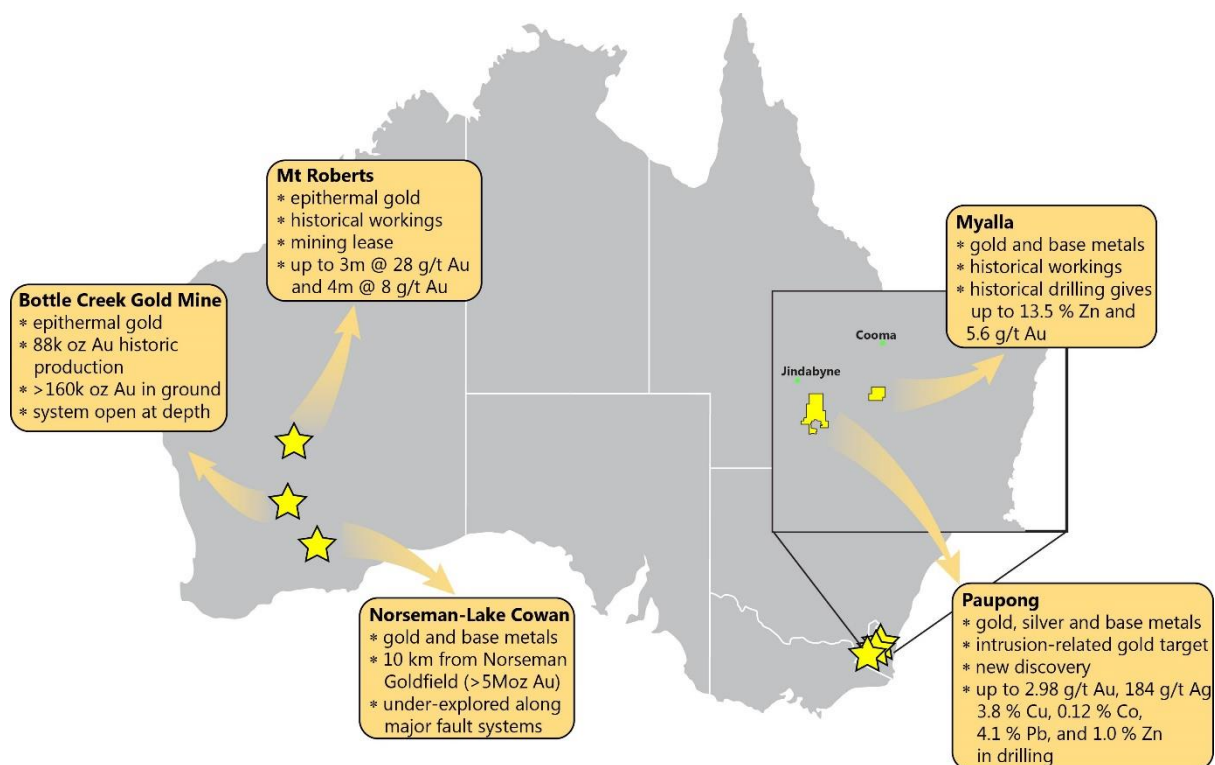 Mt Roberts
* epithermal gold
* historical workings
* mining lease
* up to 3m @ 28 g/t Au
and 4m @ 8 g/t Au
Bottle Creek Gold Mine
* epithermal gold
* 88k oz Au historic
production
* >160k oz Au in ground
* system open at depth
Norseman-Lake Cowan
* gold and base metals
* 10 km from Norseman
Goldfield (>5Moz Au)
* under-explored along
major fault systems
Myalla
* gold and base metals
* historical workings
* historical drilling gives
up to 13.5 % Zn and
5.6 g/t Au
Cooma
Jindabyne
Paupong
* gold, silver and base metals
* intrusion-related gold target
* new discovery
* up to 2.98 g/t Au, 184 g/t Ag
3.8 % Cu, 0.12 % Co,
4.1 % Pb, and 1.0 % Zn
in drilling